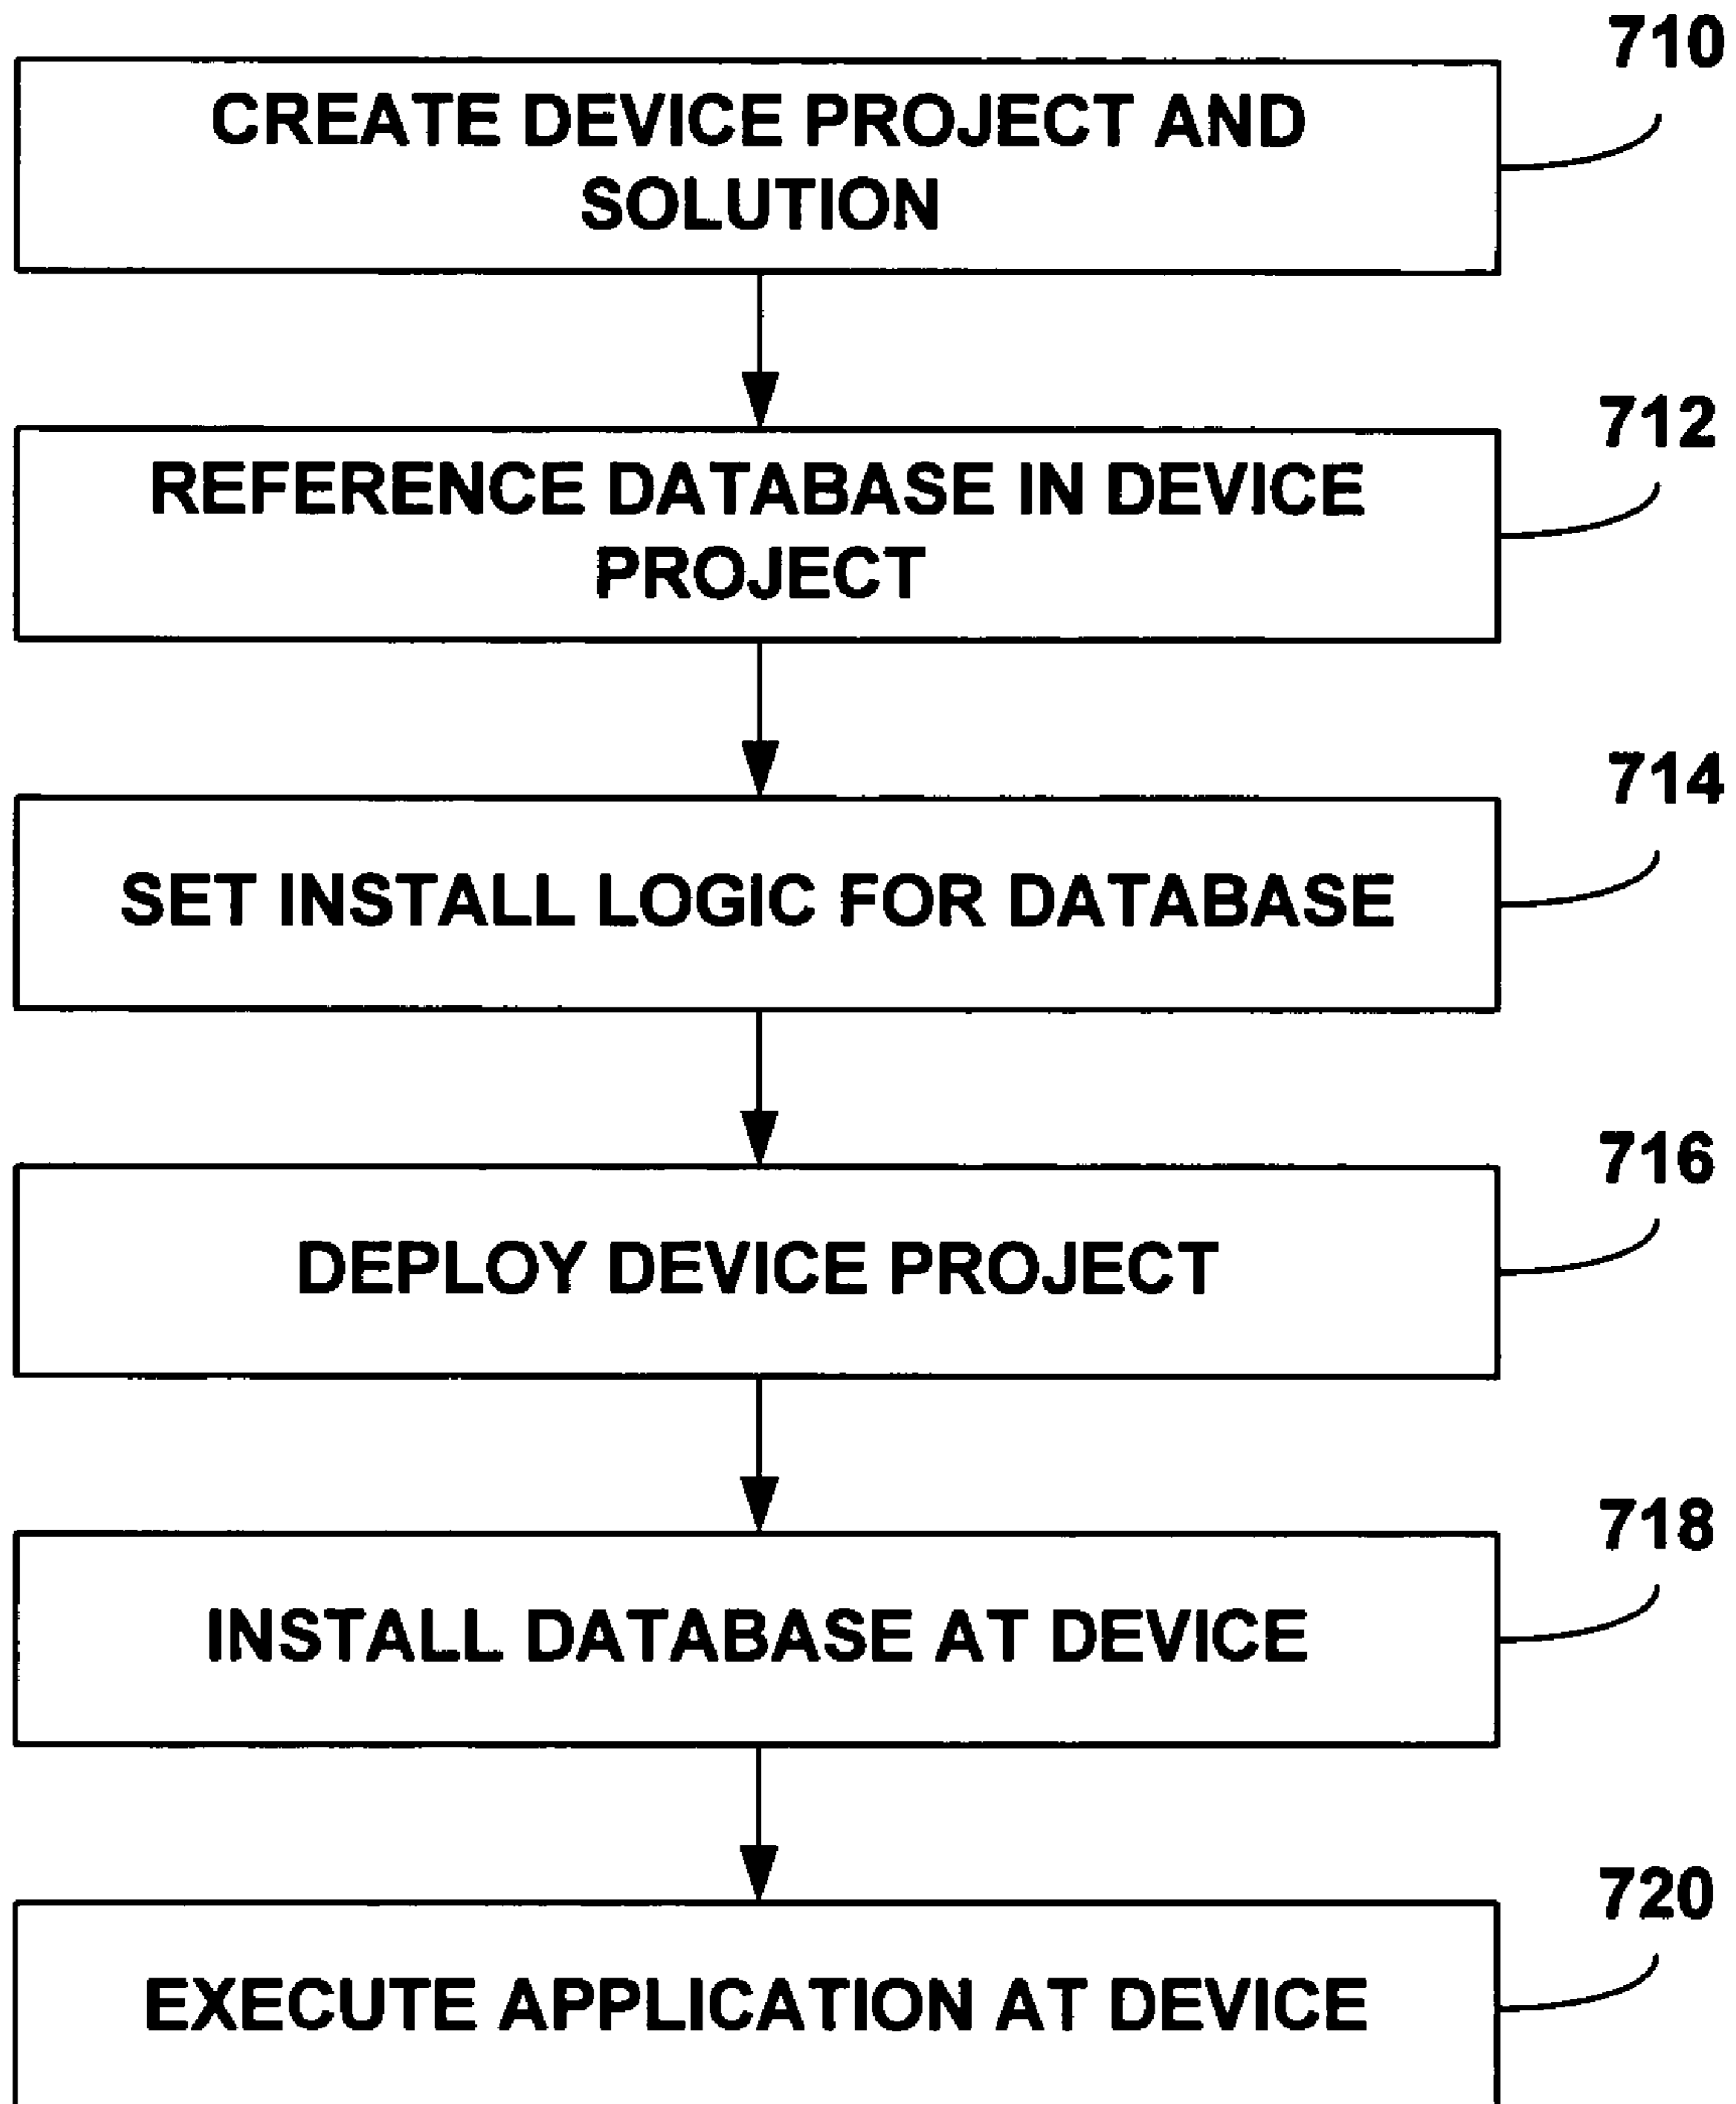 710
CREATE DEVICE PROJECT AND
SOLUTION
712
REFERENCE DATABASE IN DEVICE
PROJECT
714
SET INSTALL LOGIC FOR DATABASE
716
DEPLOY DEVICE PROJECT
718
INSTALL DATABASE AT DEVICE
720
EXECUTE APPLICATION AT DEVICE